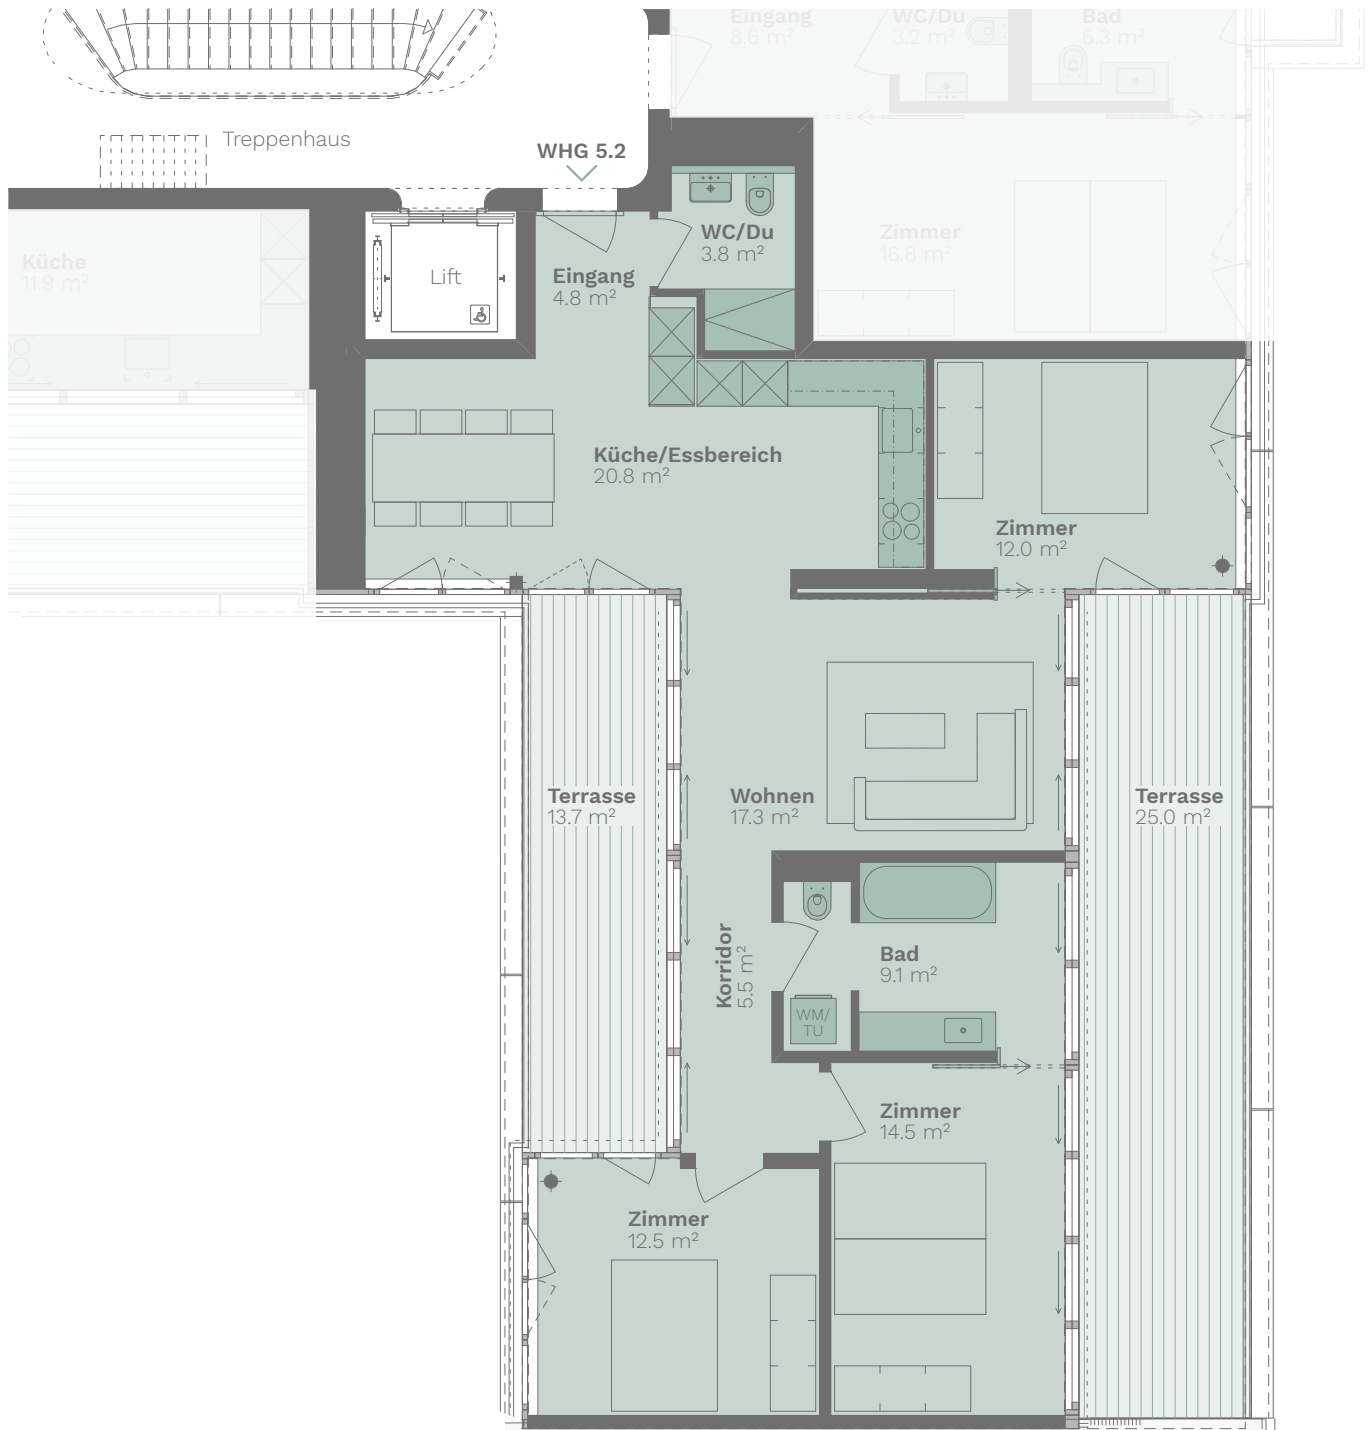 Eingang
8.6 m²
WC/Du
3.2 m²
Bad
6.3 m²
Treppenhaus
WHG 5.2
WC/Du
3.8 m²
Zimmer
16.8 m²
Küche
11.9 m²
Lift
Eingang
4.8 m²
Küche/Essbereich
20.8 m²
Zimmer
12.0 m²
Terrasse
13.7 m²
Wohnen
17.3 m²
Terrasse
25.0 m²
Korridor
5.5 m²
Bad
9.1 m²
WM/
TU
Zimmer
14.5 m²
Zimmer
12.5 m²